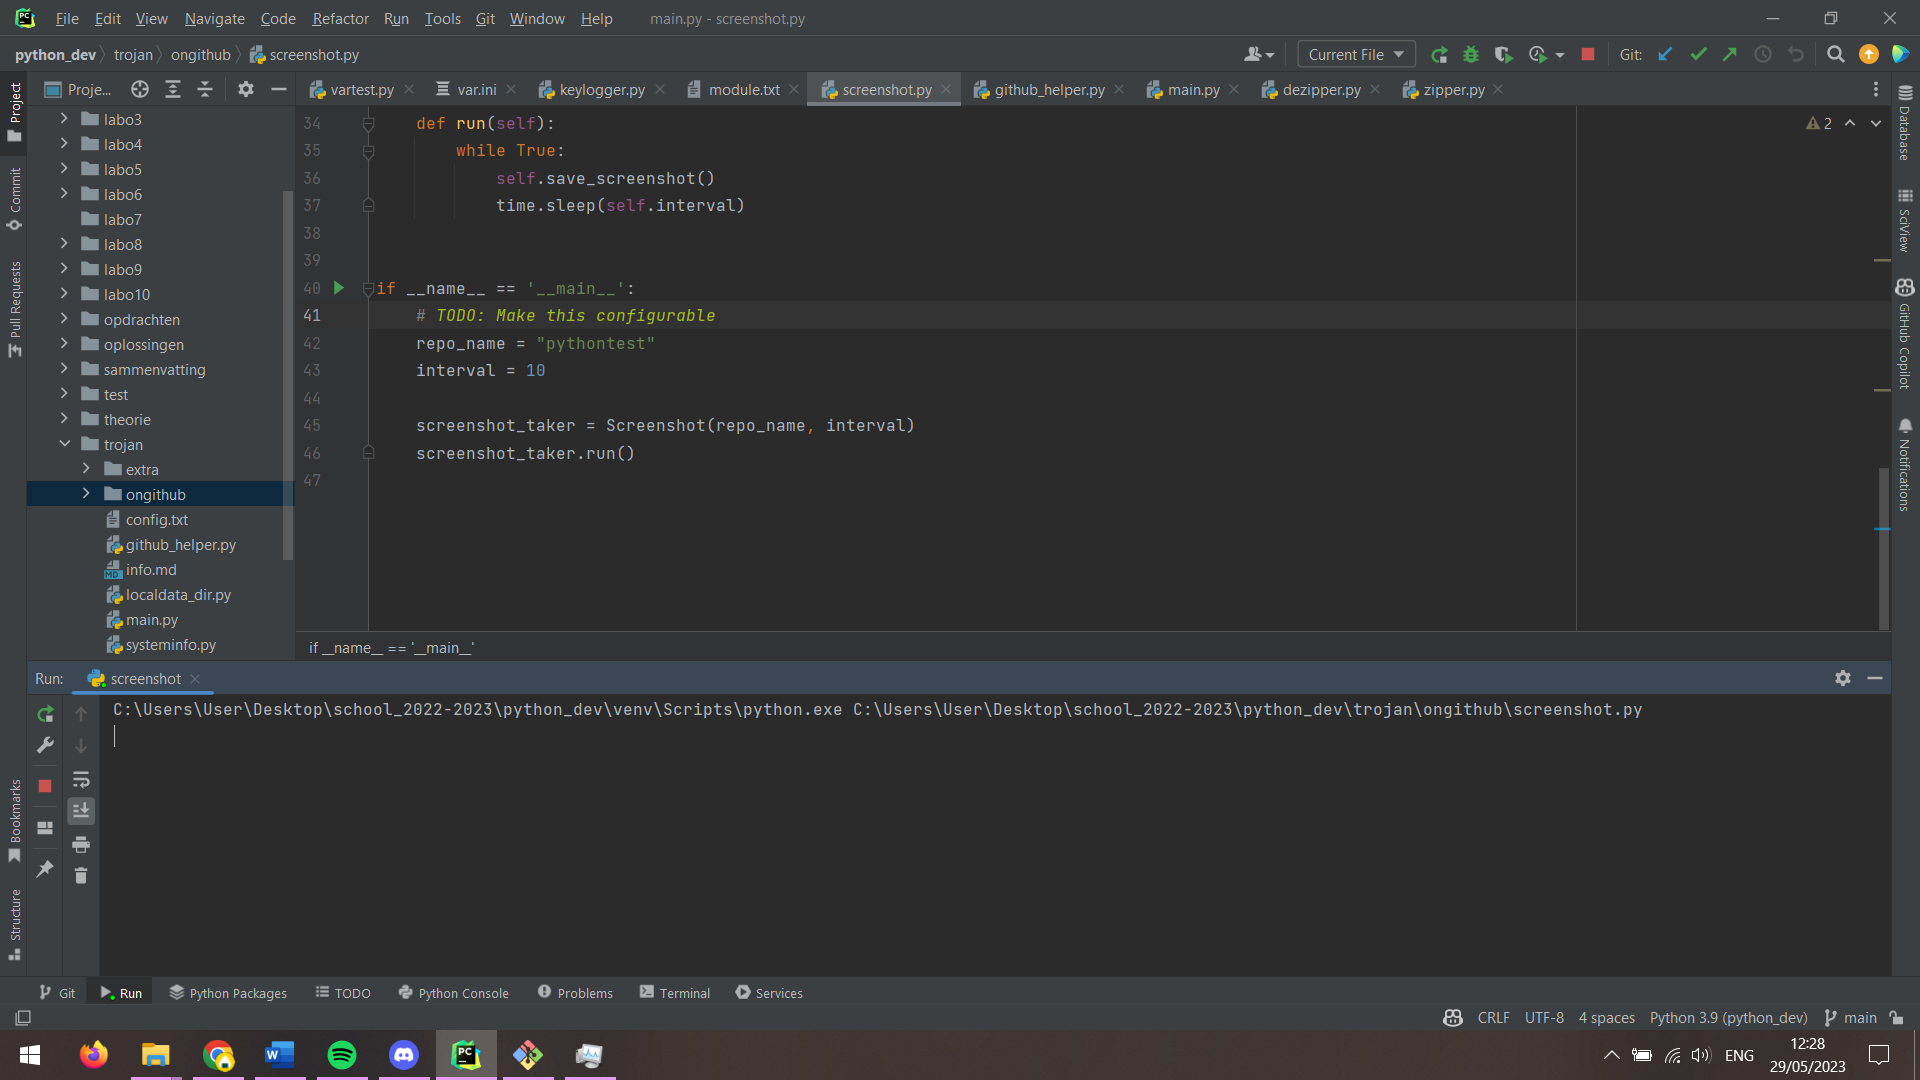 File Edit View Navigate Code Refactor Run Tools Git Window Help main.py - screenshot.py
python_dev trojan ongithub screenshot.py Current File Git:
Project
Proje...
vartest.py var.ini keylogger.py module.txt screenshot.py github_helper.py main.py dezipper.py zipper.py
labo3
labo4
labo5
labo6
labo7
labo8
labo9
labo10
opdrachten
oplossingen
sammenvatting
test
theorie
trojan
extra
ongithub
config.txt
github_helper.py
info.md
localdata_dir.py
main.py
systeminfo.py
Commit
Pull Requests
Bookmarks
Structure
34 def run(self):
35 while True:
36 self.save_screenshot()
37 time.sleep(self.interval)
38
39
40 if __name__ == '__main__':
41 # TODO: Make this configurable
42 repo_name = "pythontest"
43 interval = 10
44
45 screenshot_taker = Screenshot(repo_name, interval)
46 screenshot_taker.run()
47
2
if __name__ == '__main__'
Database
SciView
GitHub Copilot
Notifications
Run: screenshot
C:\Users\User\Desktop\school_2022-2023\python_dev\venv\Scripts\python.exe C:\Users\User\Desktop\school_2022-2023\python_dev\trojan\ongithub\screenshot.py
Git Run Python Packages TODO Python Console Problems Terminal Services
CRLF UTF-8 4 spaces Python 3.9 (python_dev) main
ENG
12:28
29/05/2023